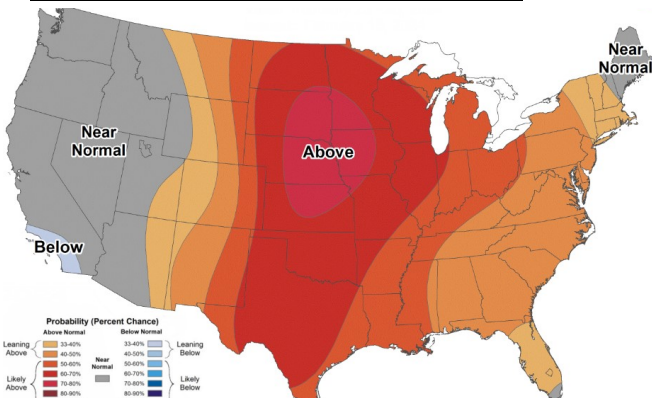 Near
Normal
Near
Normal
Above
Below
Probability (Percent Chance)
Above Normal
Below Normal
Leaning
Above
33-40%
40-50%
33-40%
40-50%
Leaning
Below
Near
Normal
Likely
Above
50-60%
60-70%
70-80%
80-90%
50-60%
60-70%
70-80%
80-90%
Likely
Below